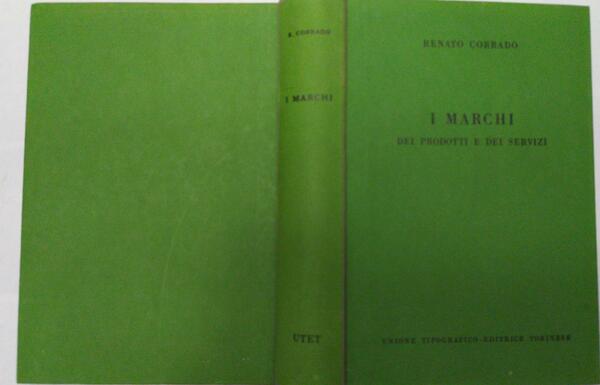 R. CORRADO
I MARCHI
UTET
RENATO CORRADO
I MARCHI
DEI PRODOTTI E DEI SERVIZI
UNIONE TIPOGRAFICO-EDITRICE TORINESE